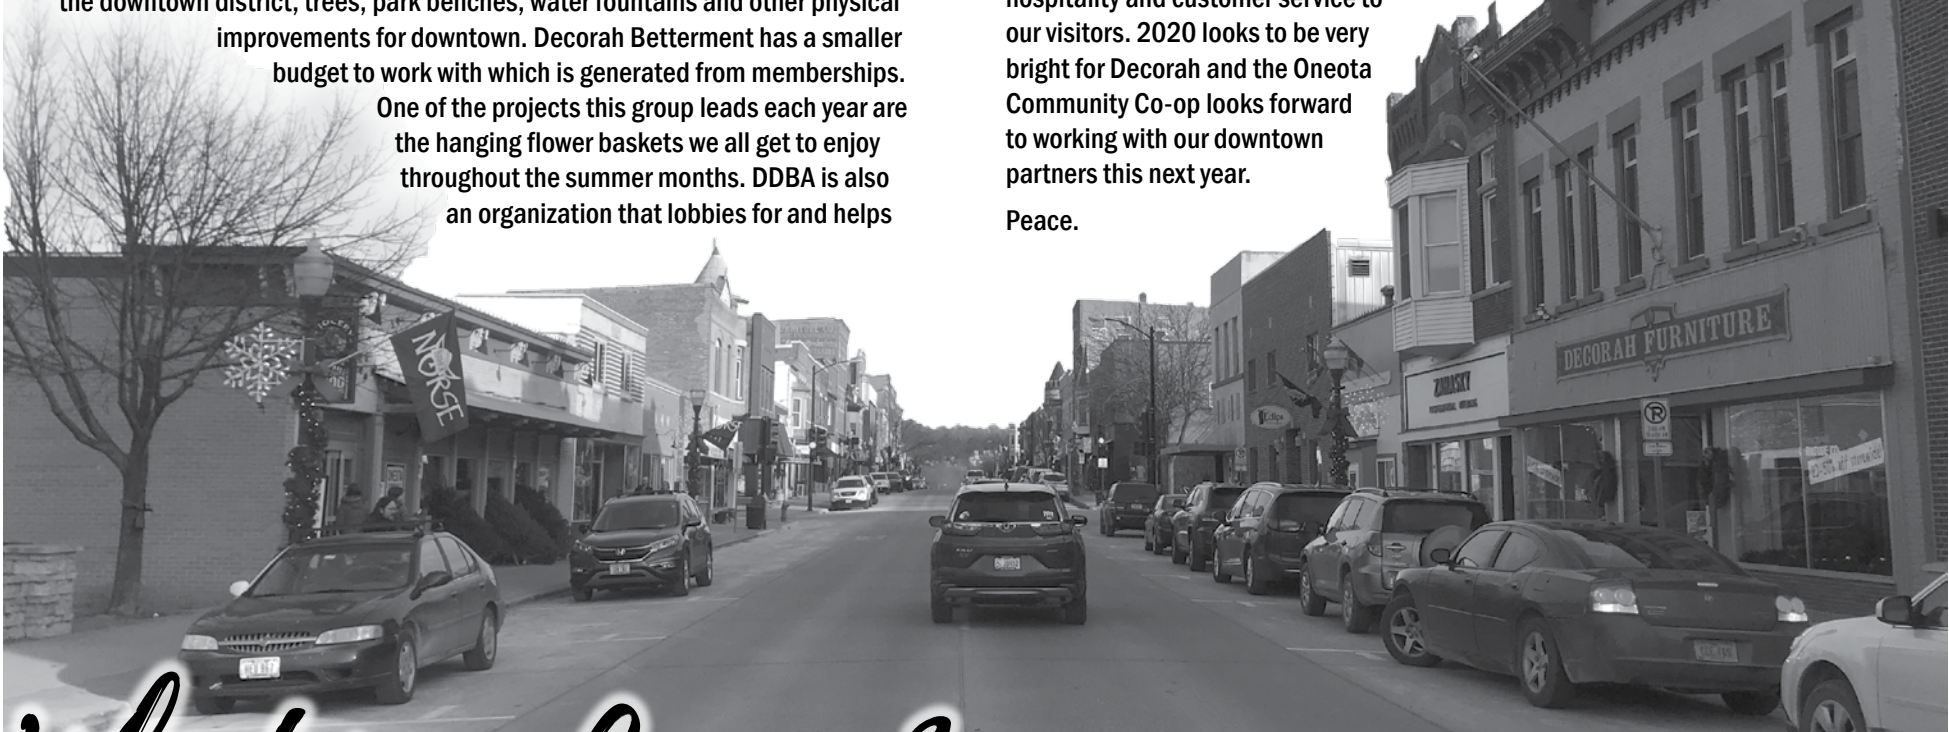 the downtown district, trees, park benches, water fountains and other physical
improvements for downtown. Decorah Betterment has a smaller
budget to work with which is generated from memberships.
One of the projects this group leads each year are
the hanging flower baskets we all get to enjoy
throughout the summer months. DDBA is also
an organization that lobbies for and helps
hospitality and customer service to
our visitors. 2020 looks to be very
bright for Decorah and the Oneota
Community Co-op looks forward
to working with our downtown
partners this next year.
Peace.
NORSE
ZAHASKY
DECORAH FURNITURE